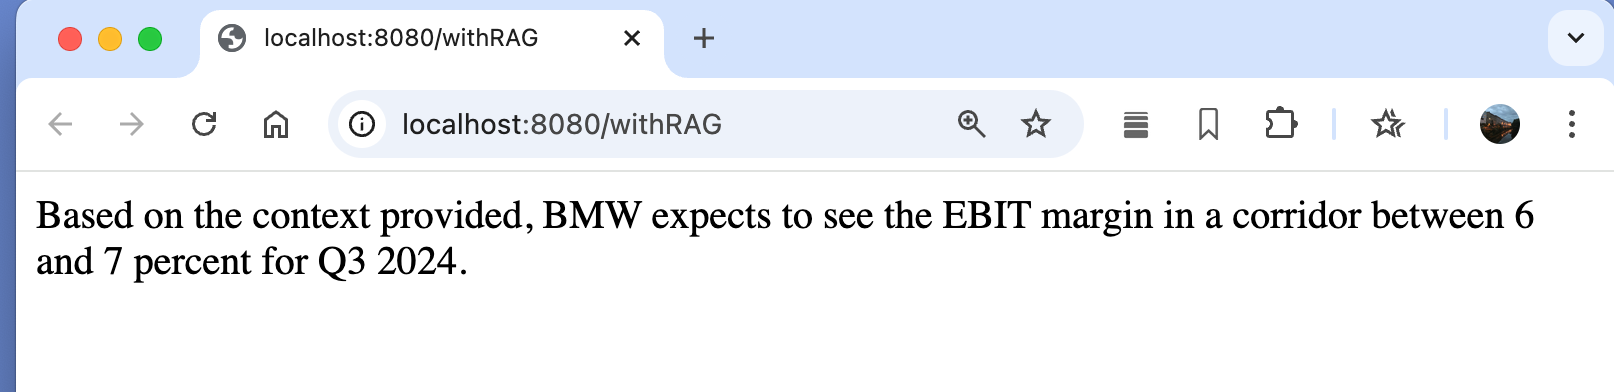 localhost:8080/withRAG
localhost:8080/withRAG
Based on the context provided, BMW expects to see the EBIT margin in a corridor between 6
and 7 percent for Q3 2024.